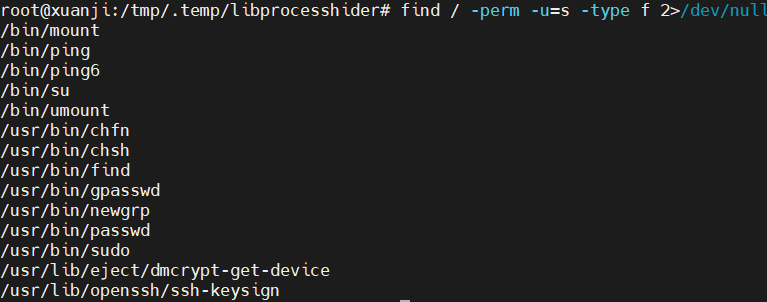 root@xuanji:/tmp/.temp/libprocesshider# find / -perm -u=s -type f 2>/dev/null
/bin/mount
/bin/ping
/bin/ping6
/bin/su
/bin/umount
/usr/bin/chfn
/usr/bin/chsh
/usr/bin/find
/usr/bin/gpasswd
/usr/bin/newgrp
/usr/bin/passwd
/usr/bin/sudo
/usr/lib/eject/dmcrypt-get-device
/usr/lib/openssh/ssh-keysign